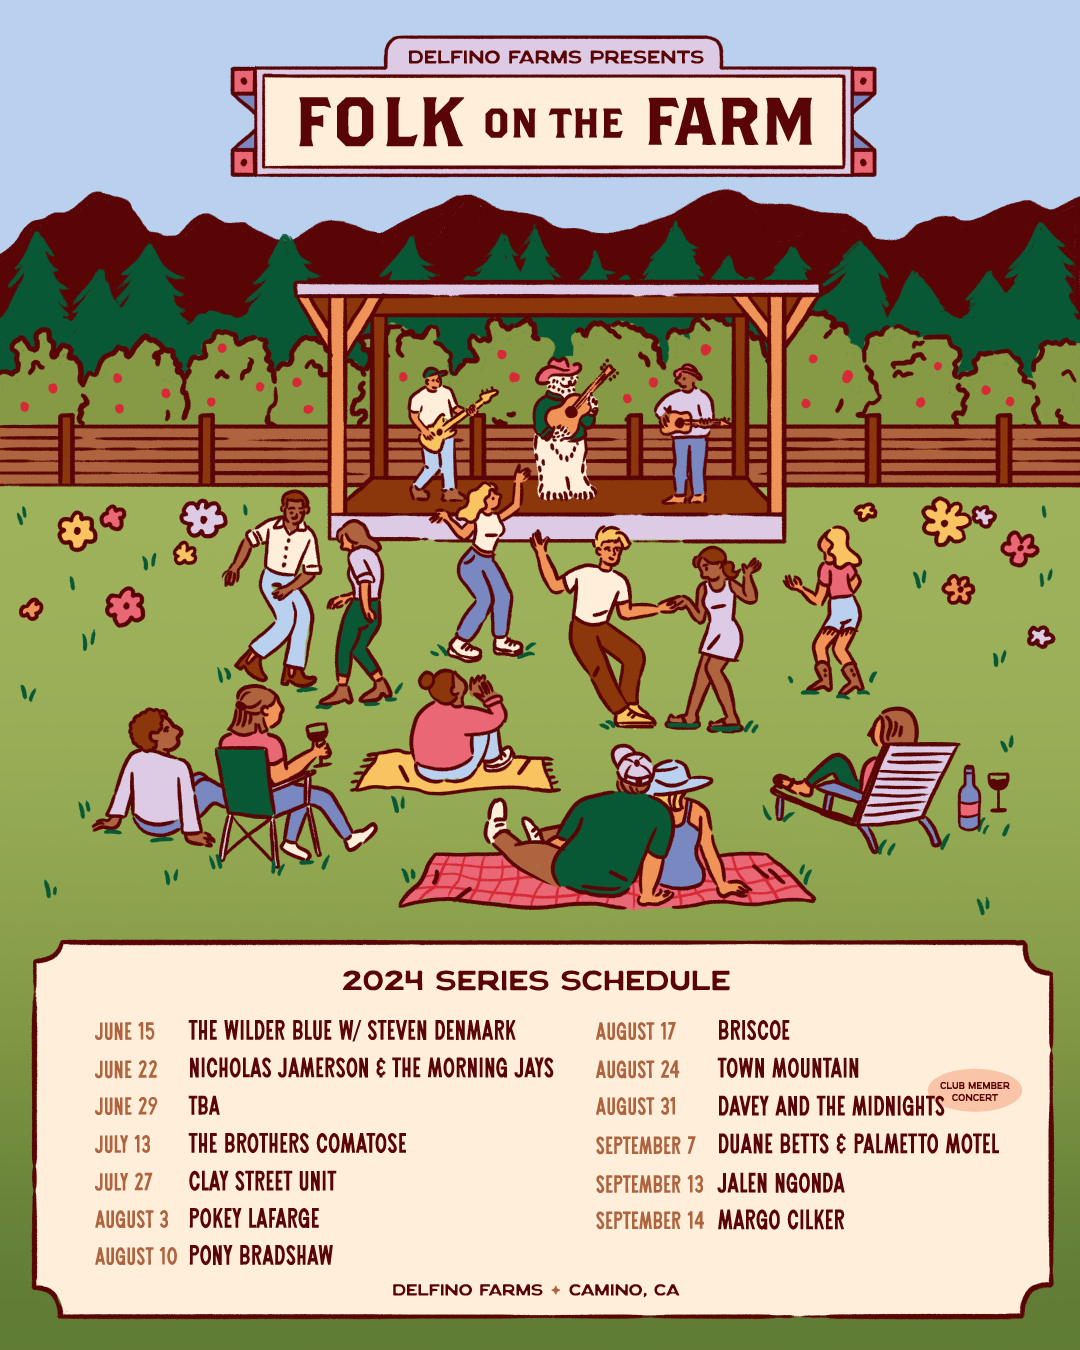 DELFINO FARMS PRESENTS
FOLK ON THE FARM
2024 SERIES SCHEDULE
JUNE 15 THE WILDER BLUE W/ STEVEN DENMARK
JUNE 22 NICHOLAS JAMERSON & THE MORNING JAYS
JUNE 29 TBA
JULY 13 THE BROTHERS COMATOSE
JULY 27 CLAY STREET UNIT
AUGUST 3 POKEY LAFARGE
AUGUST 10 PONY BRADSHAW
AUGUST 17 BRISCOE
AUGUST 24 TOWN MOUNTAIN
CLUB MEMBER
CONCERT
AUGUST 31 DAVEY AND THE MIDNIGHTS
SEPTEMBER 7 DUANE BETTS & PALMETTO MOTEL
SEPTEMBER 13 JALEN NGONDA
SEPTEMBER 14 MARGO CILKER
DELFINO FARMS ✦ CAMINO, CA